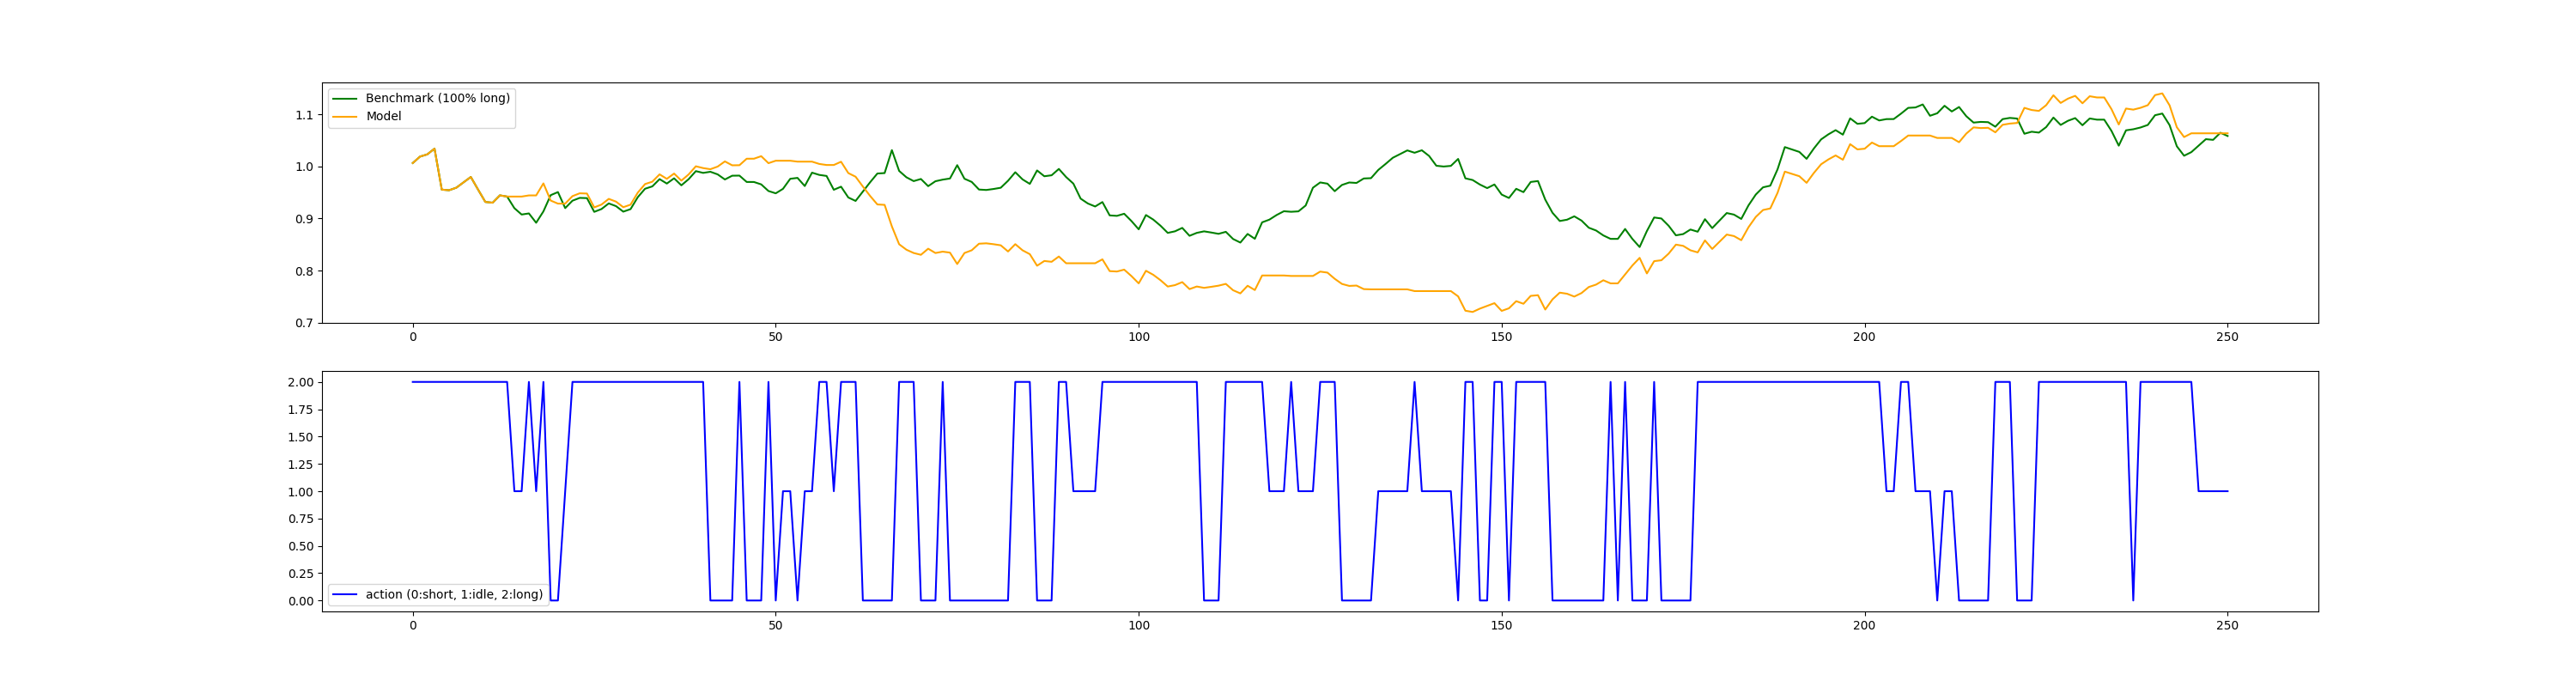 Benchmark (100% long)
Model
1.1
1.0
0.9
0.8
0.7
0 50 100 150 200 250
2.00
1.75
1.50
1.25
1.00
0.75
0.50
0.25
0.00
action (0:short, 1:idle, 2:long)
0 50 100 150 200 250